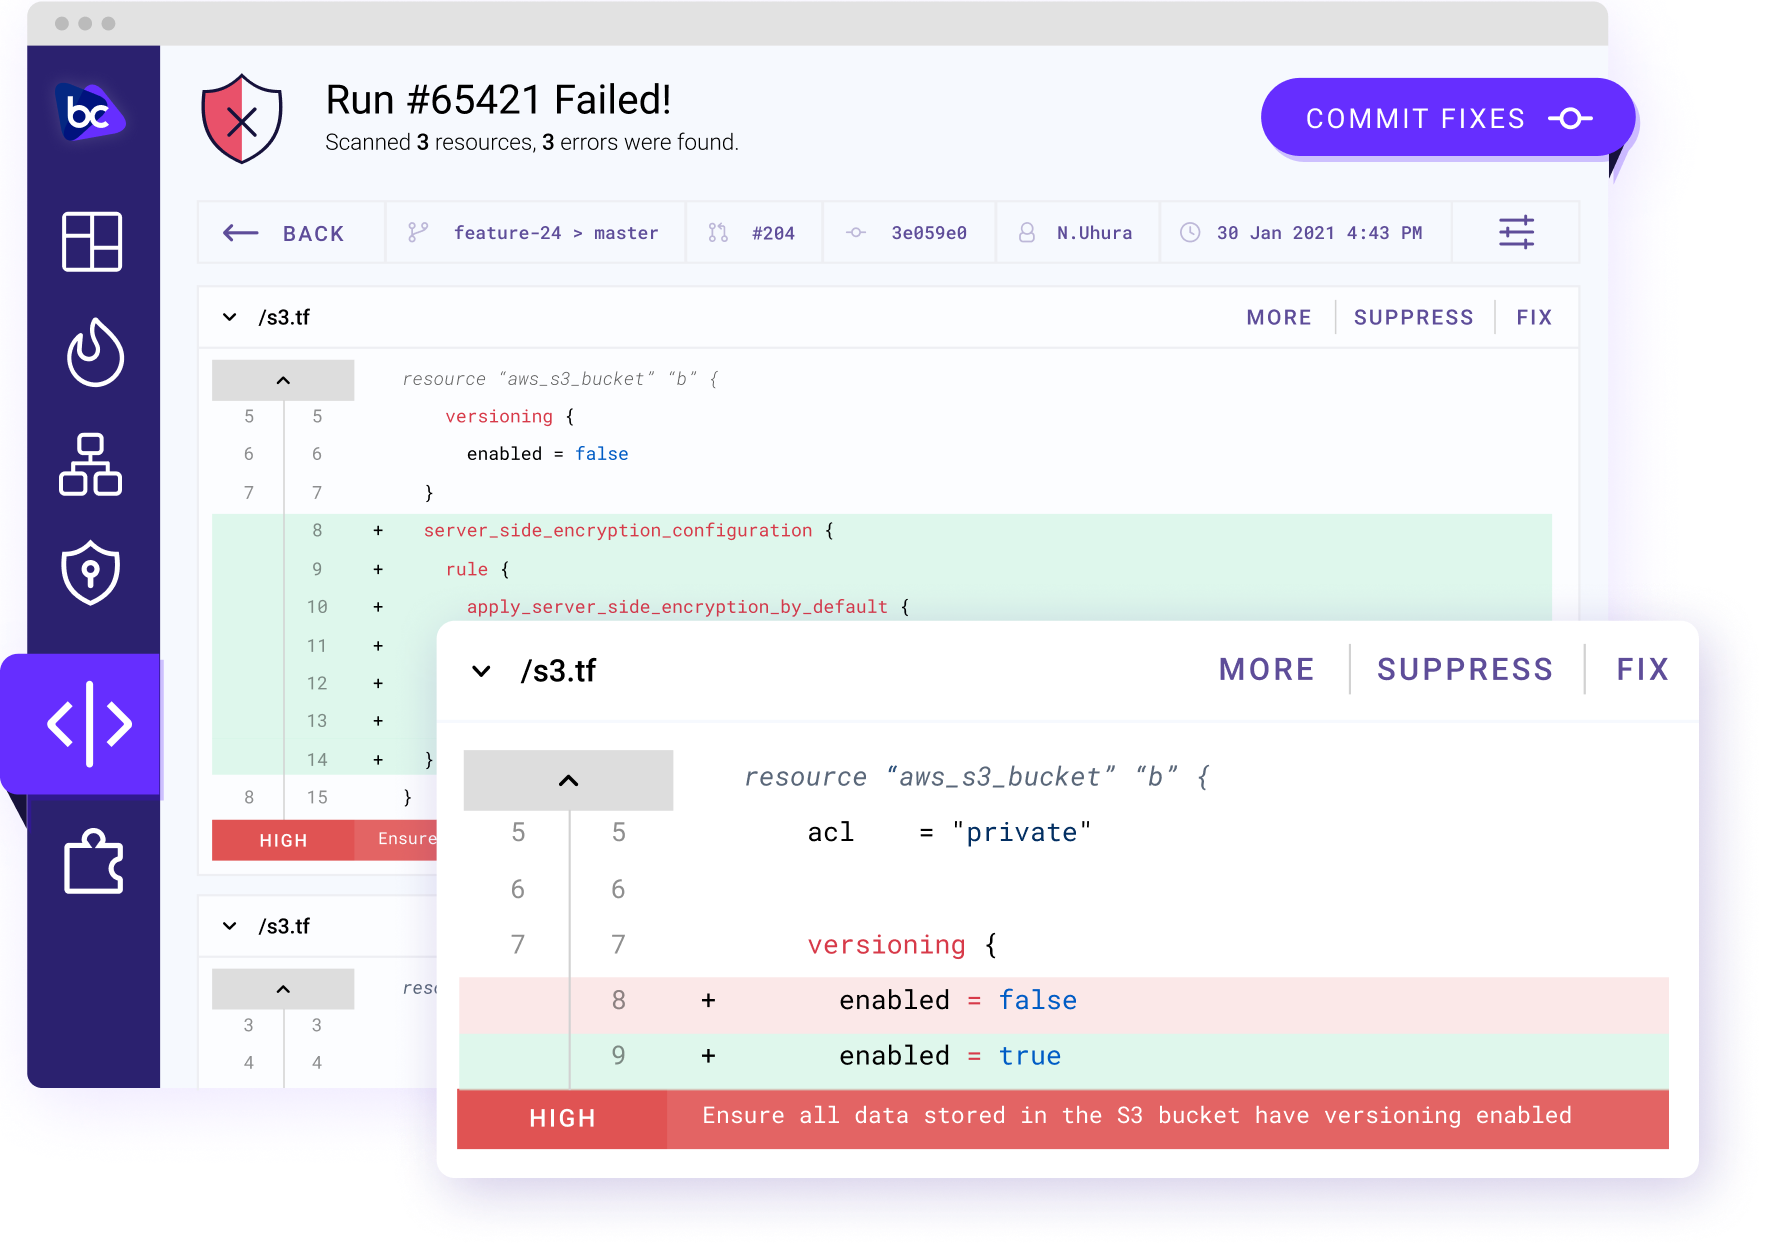 bc
Run #65421 Failed!
Scanned 3 resources, 3 errors were found.
COMMIT FIXES
BACK feature-24 > master #204 3e059e0 N.Uhura 30 Jan 2021 4:43 PM
/s3.tf MORE SUPPRESS FIX
resource “aws_s3_bucket” “b” {
5 5 versioning {
6 6 enabled = false
7 7 }
8 + server_side_encryption_configuration {
9 + rule {
10 + apply_server_side_encryption_by_default {
11 +
12 +
13 +
14 + }
8 15 }
HIGH Ensure
/s3.tf
3 3
4 4
/s3.tf MORE SUPPRESS FIX
resource “aws_s3_bucket” “b” {
5 5 acl = "private"
6 6
7 7 versioning {
8 + enabled = false
9 + enabled = true
HIGH Ensure all data stored in the S3 bucket have versioning enabled